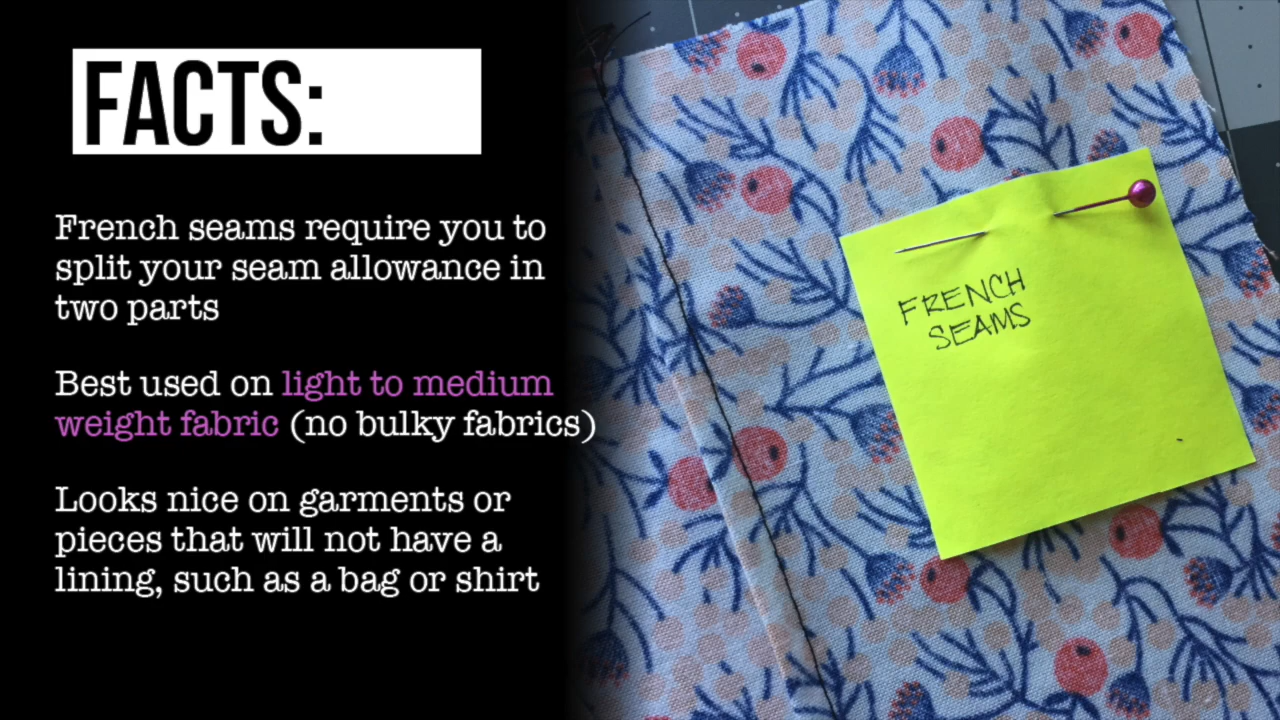 FACTS:
French seams require you to
split your seam allowance in
two parts
Best used on light to medium
weight fabric (no bulky fabrics)
Looks nice on garments or
pieces that will not have a
lining, such as a bag or shirt
FRENCH
SEAMS